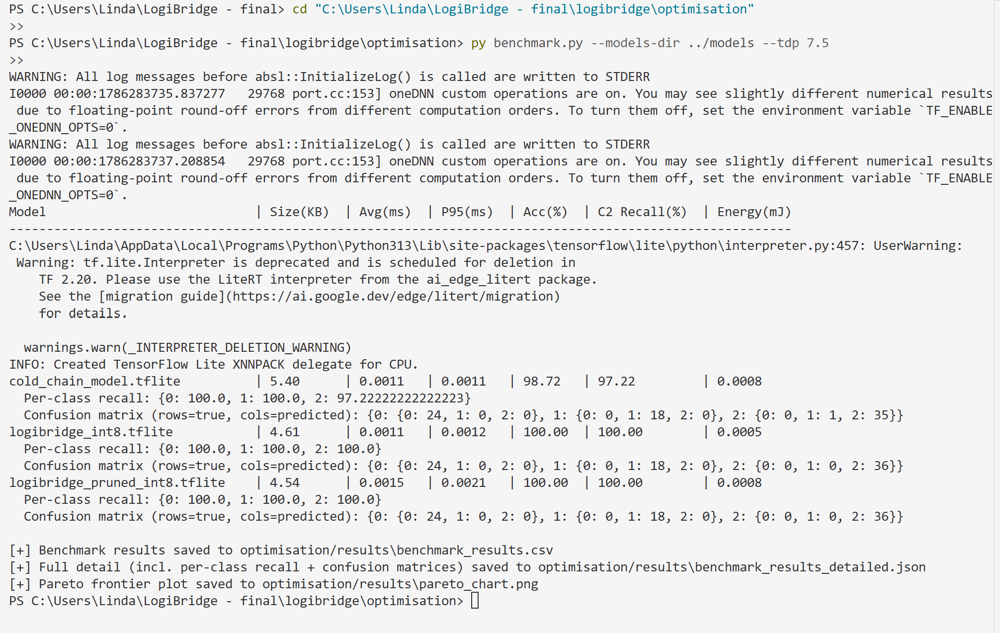 PS C:\Users\Linda\LogiBridge - final> cd "C:\Users\Linda\LogiBridge - final\logibridge\optimisation"
>>
PS C:\Users\Linda\LogiBridge - final\logibridge\optimisation> py benchmark.py --models-dir ../models --tdp 7.5
>>
WARNING: All log messages before absl::InitializeLog() is called are written to STDERR
I0000 00:00:1786283735.837277   29768 port.cc:153] oneDNN custom operations are on. You may see slightly different numerical results
 due to floating-point round-off errors from different computation orders. To turn them off, set the environment variable `TF_ENABLE
_ONEDNN_OPTS=0`.
WARNING: All log messages before absl::InitializeLog() is called are written to STDERR
I0000 00:00:1786283737.208854   29768 port.cc:153] oneDNN custom operations are on. You may see slightly different numerical results
 due to floating-point round-off errors from different computation orders. To turn them off, set the environment variable `TF_ENABLE
_ONEDNN_OPTS=0`.
Model                            | Size(KB)  | Avg(ms)  | P95(ms)  | Acc(%)  | C2 Recall(%)  | Energy(mJ)
---------------------------------------------------------------------------------------------------------
C:\Users\Linda\AppData\Local\Programs\Python\Python313\Lib\site-packages\tensorflow\lite\python\interpreter.py:457: UserWarning:
 Warning: tf.lite.Interpreter is deprecated and is scheduled for deletion in
    TF 2.20. Please use the LiteRT interpreter from the ai_edge_litert package.
    See the [migration guide](https://ai.google.dev/edge/litert/migration)
    for details.
  warnings.warn(_INTERPRETER_DELETION_WARNING)
INFO: Created TensorFlow Lite XNNPACK delegate for CPU.
cold_chain_model.tflite          | 5.40      | 0.0011   | 0.0011   | 98.72   | 97.22         | 0.0008
  Per-class recall: {0: 100.0, 1: 100.0, 2: 97.22222222222223}
  Confusion matrix (rows=true, cols=predicted): {0: {0: 24, 1: 0, 2: 0}, 1: {0: 0, 1: 18, 2: 0}, 2: {0: 0, 1: 1, 2: 35}}
logibridge_int8.tflite           | 4.61      | 0.0011   | 0.0012   | 100.00  | 100.00        | 0.0005
  Per-class recall: {0: 100.0, 1: 100.0, 2: 100.0}
  Confusion matrix (rows=true, cols=predicted): {0: {0: 24, 1: 0, 2: 0}, 1: {0: 0, 1: 18, 2: 0}, 2: {0: 0, 1: 0, 2: 36}}
logibridge_pruned_int8.tflite    | 4.54      | 0.0015   | 0.0021   | 100.00  | 100.00        | 0.0008
  Per-class recall: {0: 100.0, 1: 100.0, 2: 100.0}
  Confusion matrix (rows=true, cols=predicted): {0: {0: 24, 1: 0, 2: 0}, 1: {0: 0, 1: 18, 2: 0}, 2: {0: 0, 1: 0, 2: 36}}
[+] Benchmark results saved to optimisation/results\benchmark_results.csv
[+] Full detail (incl. per-class recall + confusion matrices) saved to optimisation/results\benchmark_results_detailed.json
[+] Pareto frontier plot saved to optimisation/results\pareto_chart.png
PS C:\Users\Linda\LogiBridge - final\logibridge\optimisation>